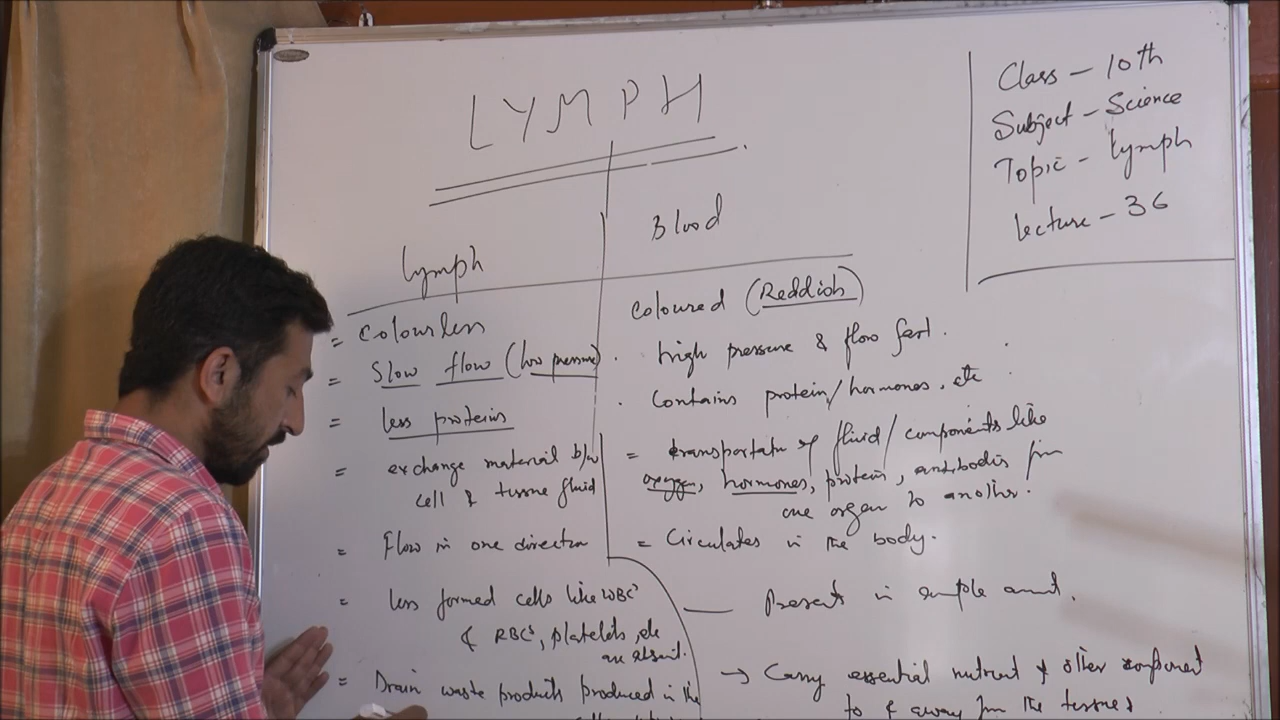 LYMPH
Class - 10th
Subject - Science
Topic - Lymph
Lecture - 36
Lymph
Blood
= Colourless
Coloured (Reddish)
= Slow flow (low pressure)
. high pressure & flow fast.
= less proteins
. Contains protein/hormones, etc
= exchange material b/w
cell & tissue fluid
= transportatn of fluid/components like
oxygen, hormones, protein, antibodies from
one organ to another.
= Flow in one direction
= Circulates in the body.
= less formed cells like WBC's
& RBC's, platelets, etc
are absent.
— Presents in ample amnt.
= Drain waste products produced in the
→ Carry essential nutrient & other component
to & away from the tissues